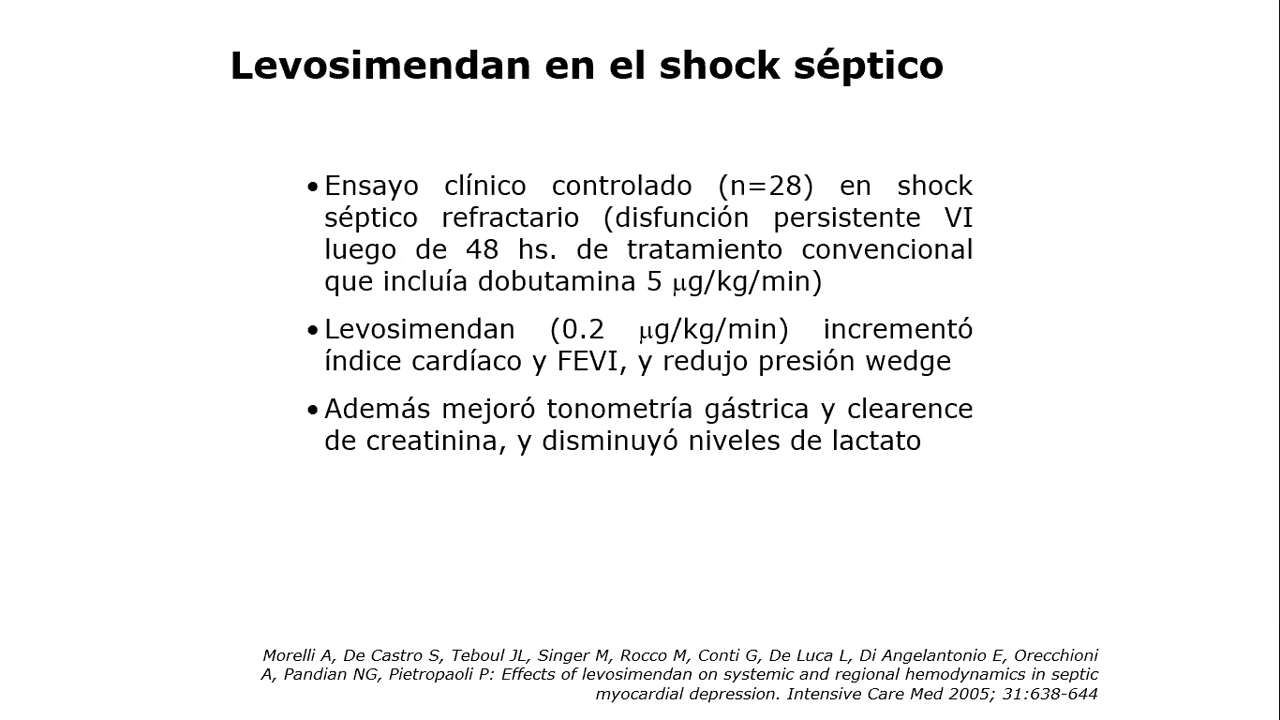 Levosimendan en el shock séptico
•Ensayo clínico controlado (n=28) en shock
séptico refractario (disfunción persistente VI
luego de 48 hs. de tratamiento convencional
que incluía dobutamina 5 μg/kg/min)
•Levosimendan (0.2 μg/kg/min) incrementó
índice cardíaco y FEVI, y redujo presión wedge
•Además mejoró tonometría gástrica y clearence
de creatinina, y disminuyó niveles de lactato
Morelli A, De Castro S, Teboul JL, Singer M, Rocco M, Conti G, De Luca L, Di Angelantonio E, Orecchioni
A, Pandian NG, Pietropaoli P: Effects of levosimendan on systemic and regional hemodynamics in septic
myocardial depression. Intensive Care Med 2005; 31:638-644